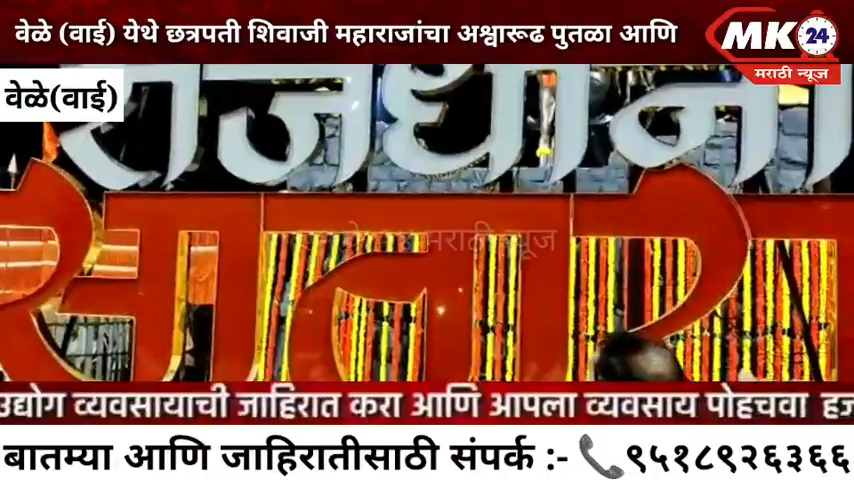 वेळे (वाई) येथे छत्रपती शिवाजी महाराजांचा अश्वारूढ पुतळा आणि
MK 24
मराठी न्यूज
वेळे(वाई)
राजधानी
सातारा
मराठी न्यूज
उद्योग व्यवसायाची जाहिरात करा आणि आपला व्यवसाय पोहचवा
बातम्या आणि जाहिरातीसाठी संपर्क :- ९५१८९२६३६६